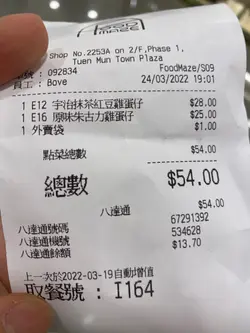 FOOD
MAZE
Shop No.2253A on 2/F,Phase 1,
Tuen Mun Town Plaza
: 092834 FoodMaze/S09
員工: Bove 24/03/2022 19:01
1 E12 宇治抹茶紅豆雞蛋仔 $28.00
1 E16 原味朱古力雞蛋仔 $25.00
1 外賣袋 $1.00
點菜總數 $54.00
總數 $54.00
八達通 $54.00
八達通號碼 67291392
八達通機號 534628
八達通餘額 $13.70
上一次於2022-03-19自動增值
取餐號 : I164